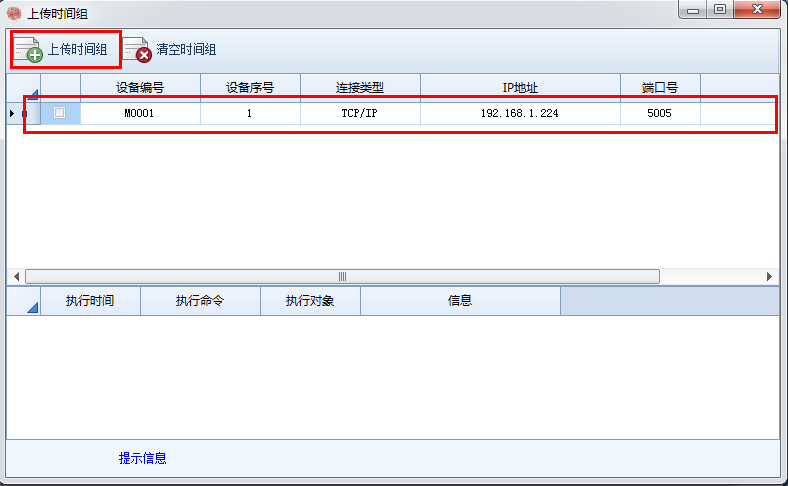 上传时间组
上传时间组 清空时间组
设备编号 设备序号 连接类型 IP地址 端口号
M0001 1 TCP/IP 192.168.1.224 5005
执行时间 执行命令 执行对象 信息
提示信息